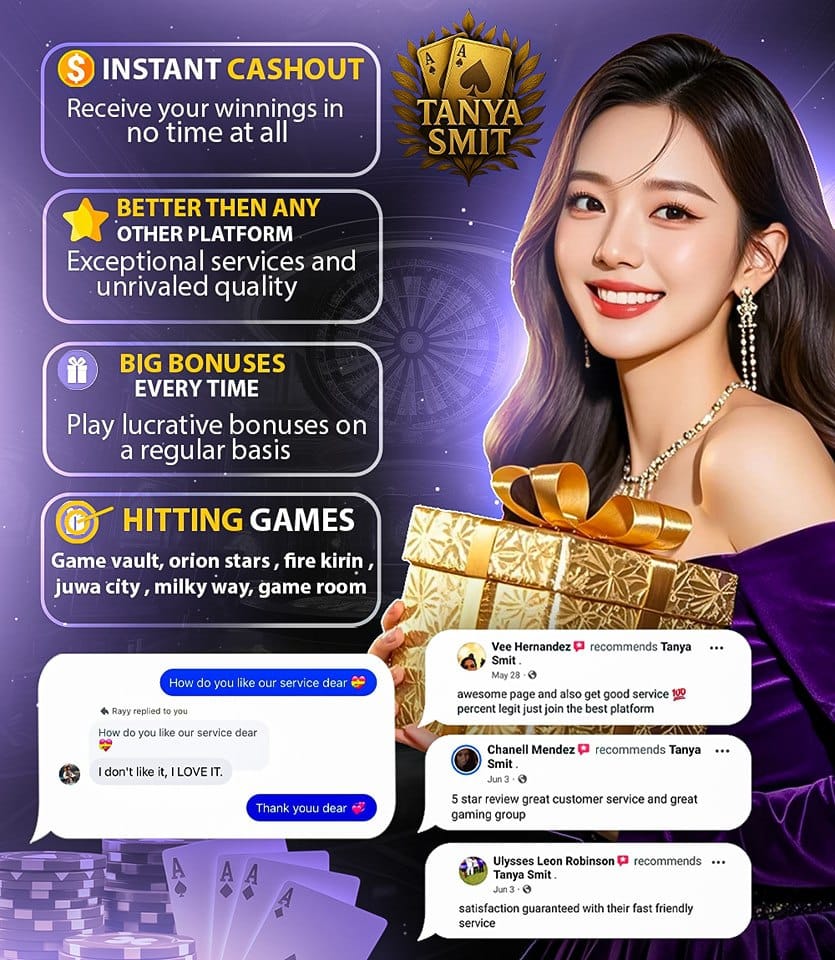 INSTANT CASHOUT
Receive your winnings in
no time at all
TANYA
SMIT
BETTER THEN ANY
OTHER PLATFORM
Exceptional services and
unrivaled quality
BIG BONUSES
EVERY TIME
Play lucrative bonuses on
a regular basis
HITTING GAMES
Game vault, orion stars , fire kirin ,
juwa city , milky way, game room
How do you like our service dear 💝
Rayy replied to you
How do you like our service dear
💝
I don't like it, I LOVE IT.
Thank youu dear 💞
Vee Hernandez recommends Tanya
Smit .
May 28 ·
awesome page and also get good service 💯
percent legit just join the best platform
Chanell Mendez recommends Tanya
Smit .
Jun 3 ·
5 star review great customer service and great
gaming group
Ulysses Leon Robinson recommends
Tanya Smit .
Jun 3 ·
satisfaction guaranteed with their fast friendly
service
A
A
A
A
A
A